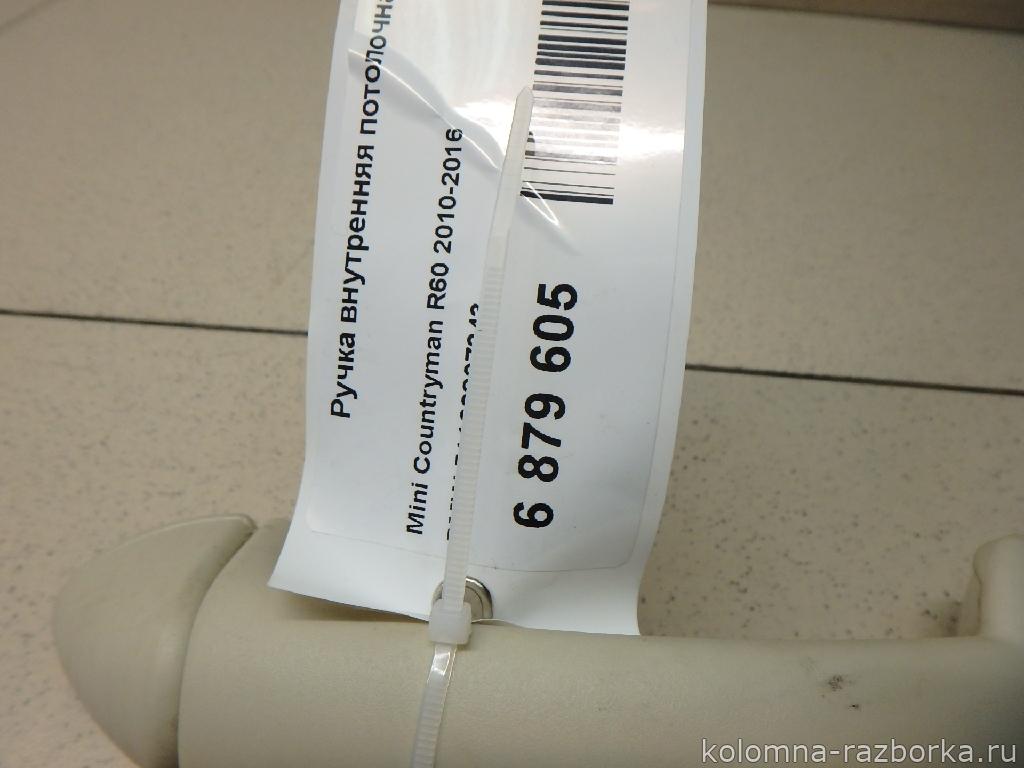 Ручка внутренняя потолочна
Mini Countryman R60 2010-2016
6 879 605
kolomna-razborka.ru